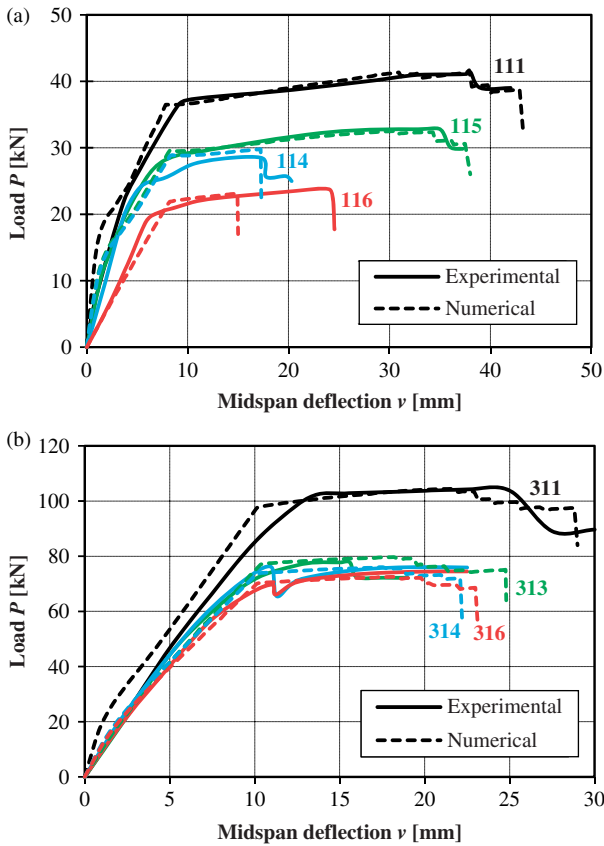 (a)
50
40
30
20
10
0
Load P [kN]
111
115
114
116
Experimental
Numerical
0 10 20 30 40 50
Midspan deflection v [mm]
(b)
120
100
80
60
40
20
0
Load P [kN]
311
313
314 316
Experimental
Numerical
0 5 10 15 20 25 30
Midspan deflection v [mm]